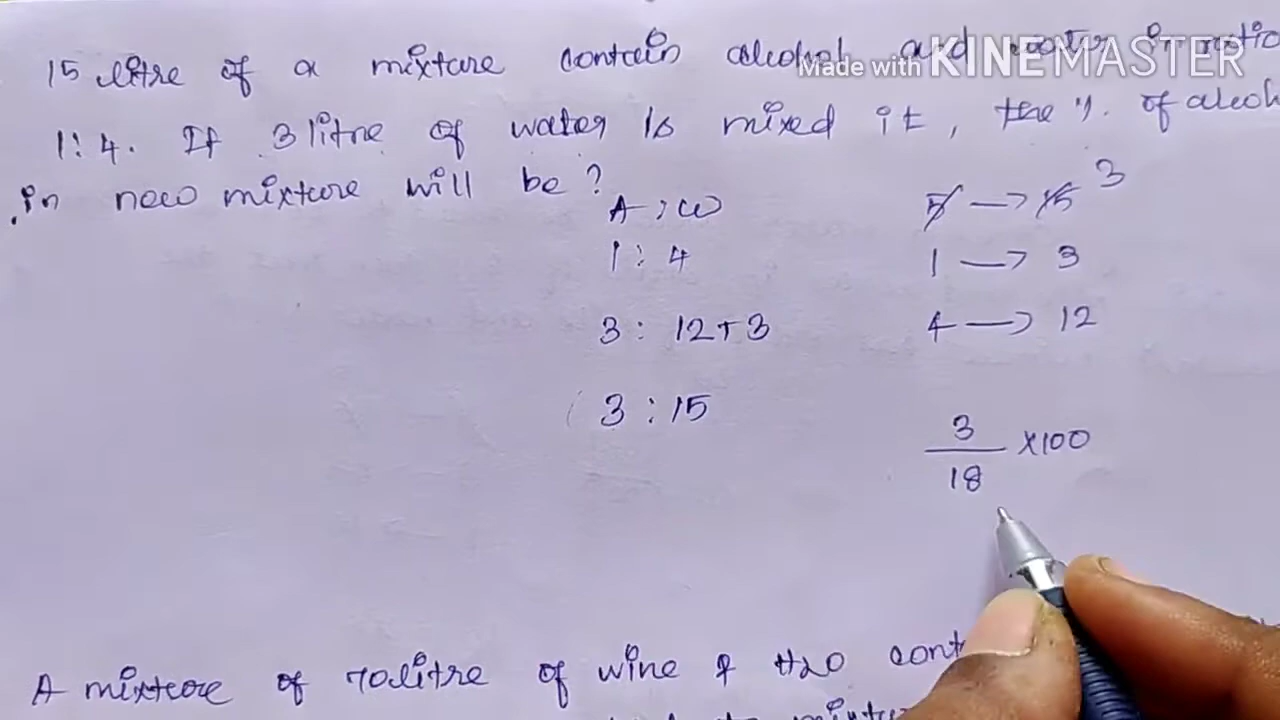 15 litre of a mixture contain alcohol and water in ratio
Made with KINEMASTER
1:4. If 3 litre of water is mixed it, the % of alcoh
in new mixture will be?
A : W
1 : 4
3 : 12+3
3 : 15
5 → 15 3
1 → 3
4 → 12
3
18
×100
A mixture of 70 litre of wine & H2O cont